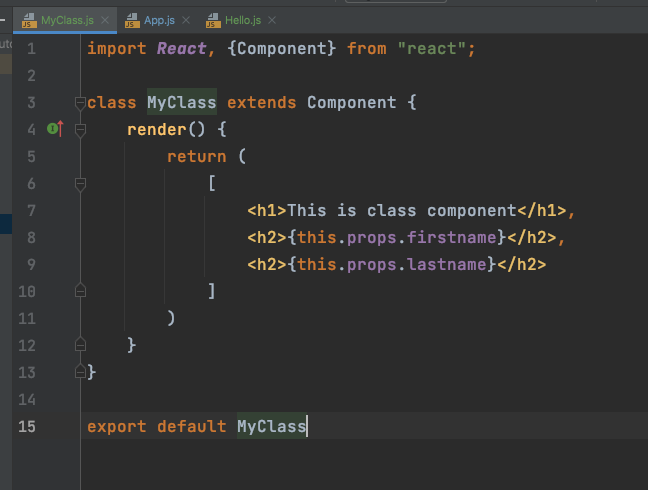 MyClass.js App.js Hello.js
1 import React, {Component} from "react";
2
3 class MyClass extends Component {
4 render() {
5 return (
6 [
7 <h1>This is class component</h1>,
8 <h2>{this.props.firstname}</h2>,
9 <h2>{this.props.lastname}</h2>
10 ]
11 )
12 }
13 }
14
15 export default MyClass